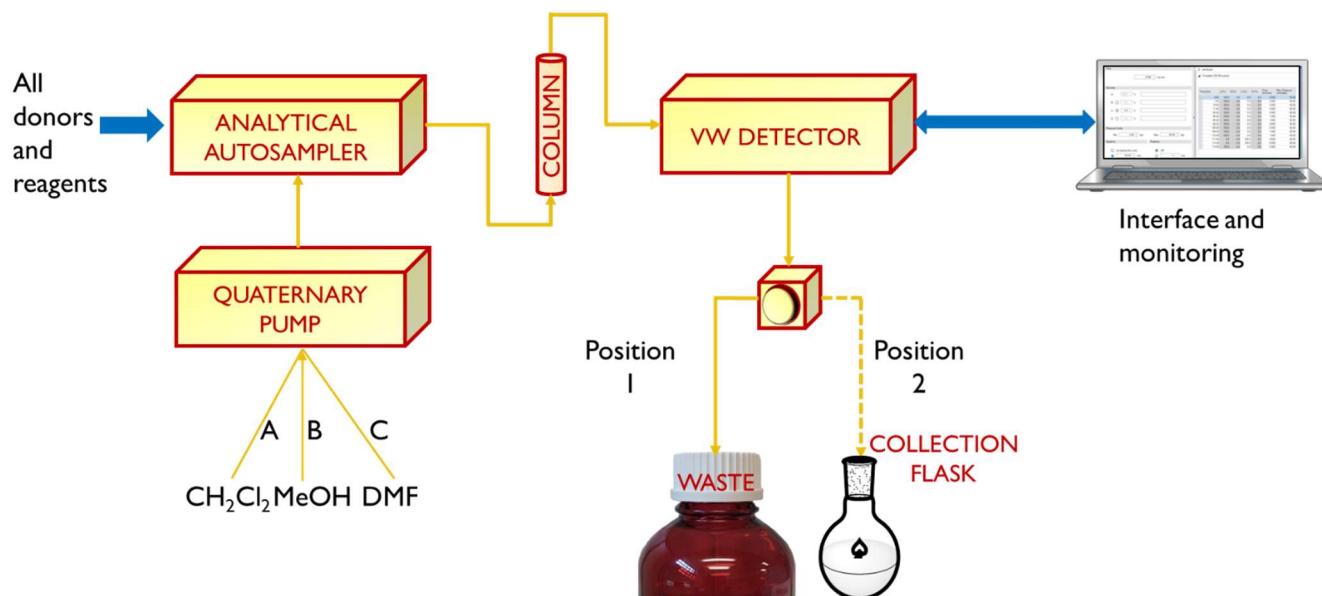 All
donors
and
reagents
ANALYTICAL
AUTOSAMPLER
COLUMN
VW DETECTOR
Interface and
monitoring
QUATERNARY
PUMP
Position
1
Position
2
A B C
CH₂Cl₂ MeOH DMF
WASTE
COLLECTION
FLASK